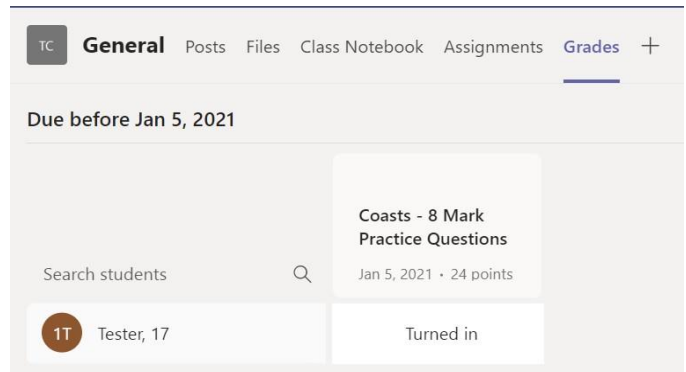 TC General Posts Files Class Notebook Assignments Grades +
Due before Jan 5, 2021
Coasts - 8 Mark
Practice Questions
Search students Jan 5, 2021 • 24 points
1T Tester, 17 Turned in